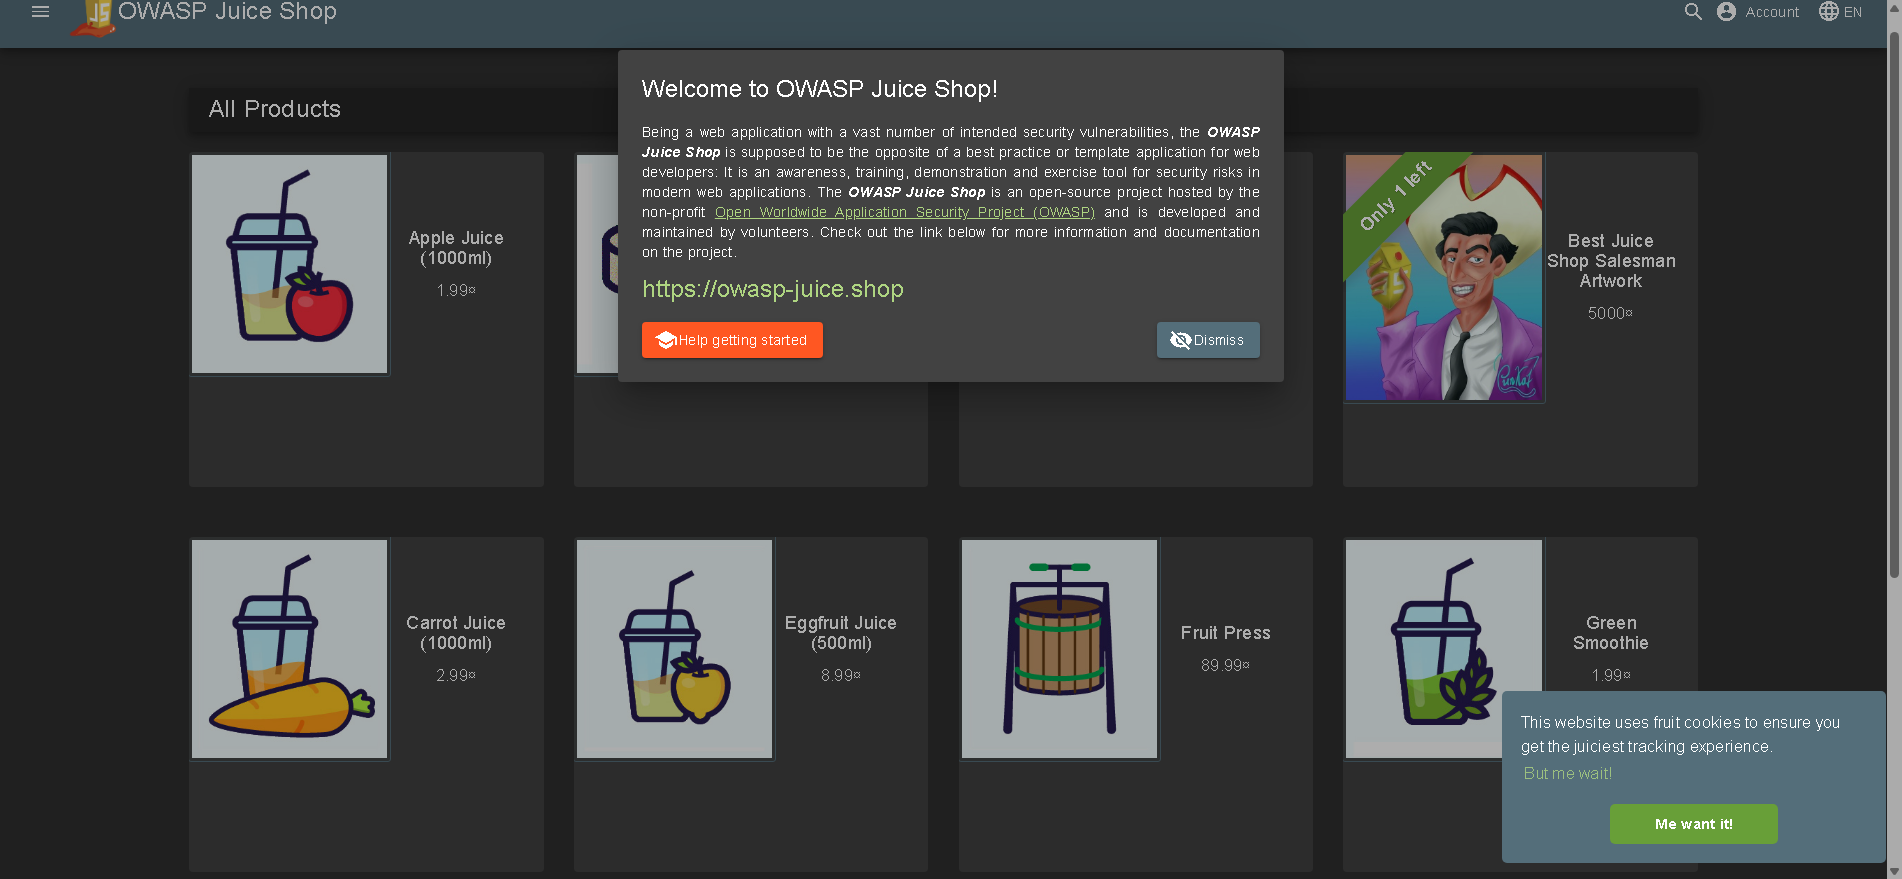 OWASP Juice Shop
Account
EN
Welcome to OWASP Juice Shop!
Being a web application with a vast number of intended security vulnerabilities, the OWASP
Juice Shop is supposed to be the opposite of a best practice or template application for web
developers: It is an awareness, training, demonstration and exercise tool for security risks in
modern web applications. The OWASP Juice Shop is an open-source project hosted by the
non-profit Open Worldwide Application Security Project (OWASP) and is developed and
maintained by volunteers. Check out the link below for more information and documentation
on the project.
https://owasp-juice.shop
Help getting started
Dismiss
All Products
Apple Juice
(1000ml)
1.99¤
Only 1 left
Best Juice
Shop Salesman
Artwork
5000¤
Carrot Juice
(1000ml)
2.99¤
Eggfruit Juice
(500ml)
8.99¤
Fruit Press
89.99¤
Green
Smoothie
1.99¤
This website uses fruit cookies to ensure you
get the juiciest tracking experience.
But me wait!
Me want it!